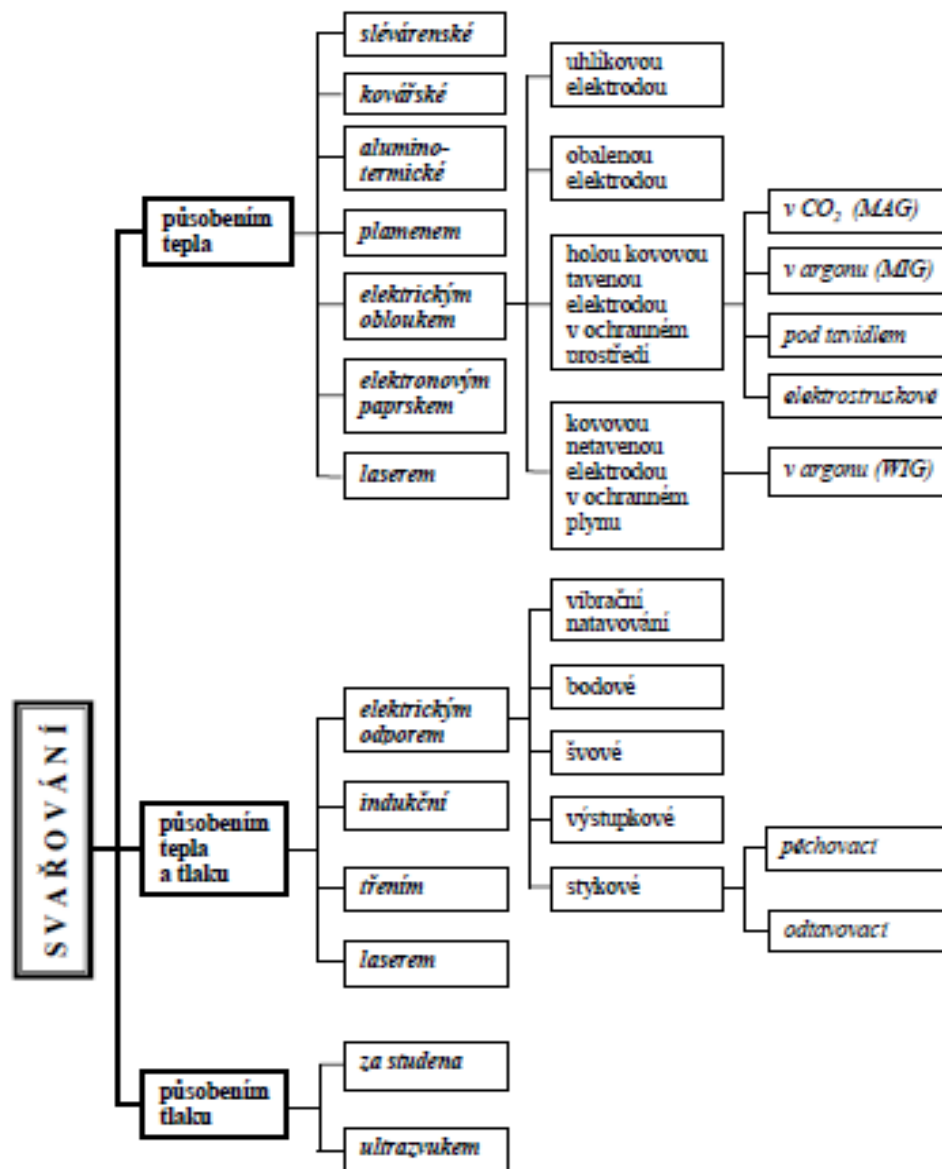 SVAŘOVÁNÍ
působením
tepla
slévárenské
kovářské
alumino-
termické
plamenem
elektrickým
obloukem
uhlíkovou
elektrodou
obalenou
elektrodou
holou kovovou
tavenou
elektrodou
v ochranném
prostředí
v CO₂ (MAG)
v argonu (MIG)
pod tavidlem
elektrostruskové
kovovou
netavenou
elektrodou
v ochranném
plynu
v argonu (WIG)
elektronovým
paprskem
laserem
působením
tepla
a tlaku
elektrickým
odporem
vibrační
natavování
bodové
švové
výstupkové
stykové
pěchovací
odtavovací
indukční
třením
laserem
působením
tlaku
za studena
ultrazvukem